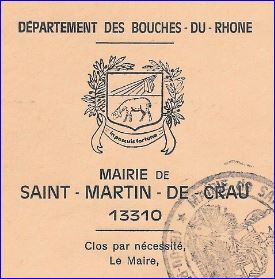 DÉPARTEMENT DES BOUCHES - DU - RHONE
MAIRIE DE
SAINT - MARTIN - DE - CRAU
13310
Clos par nécessité,
Le Maire,